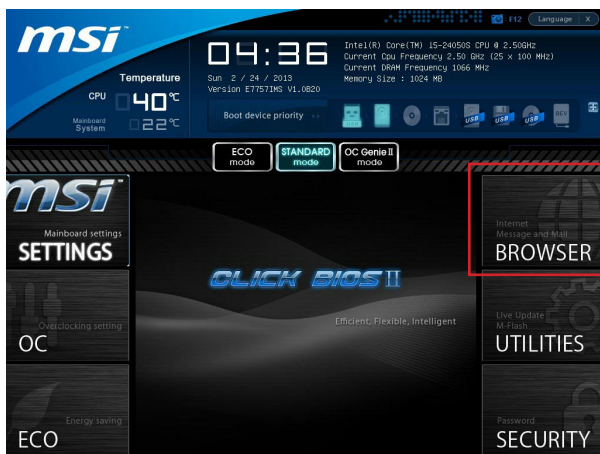 msi
F12
Language
X
04:36
Sun 2 / 24 / 2013
Version E7757IMS V1.0B20
Intel(R) Core(TM) i5-2405OS CPU @ 2.50GHz
Current Cpu Frequency 2.50 GHz (25 x 100 MHz)
Current DRAM Frequency 1066 MHz
Memory Size : 1024 MB
Temperature
CPU 40°C
Mainboard
System 22°C
Boot device priority
USB
USB
USB
DEV
ECO
mode
STANDARD
mode
OC Genie II
mode
msi
Mainboard settings
SETTINGS
Internet
Message and Mail
BROWSER
CLICK BIOS II
Efficient, Flexible, Intelligent
Overclocking setting
OC
Live Update
M-Flash
UTILITIES
Energy saving
ECO
Password
SECURITY